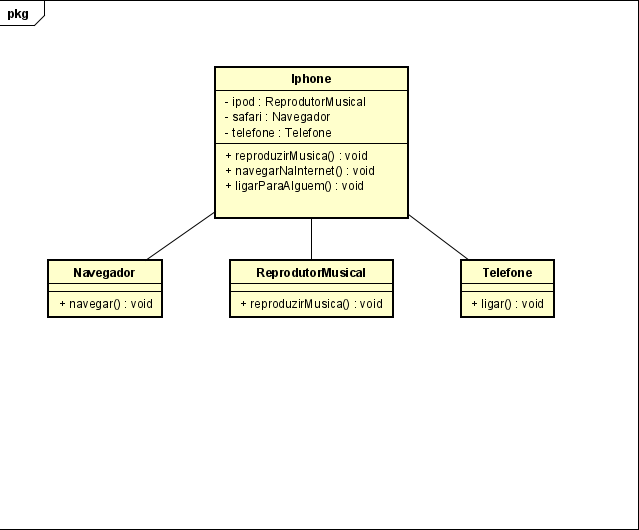 pkg
Iphone
- ipod : ReprodutorMusical
- safari : Navegador
- telefone : Telefone
+ reproduzirMusica() : void
+ navegarNaInternet() : void
+ ligarParaAlguem() : void
Navegador
+ navegar() : void
ReprodutorMusical
+ reproduzirMusica() : void
Telefone
+ ligar() : void